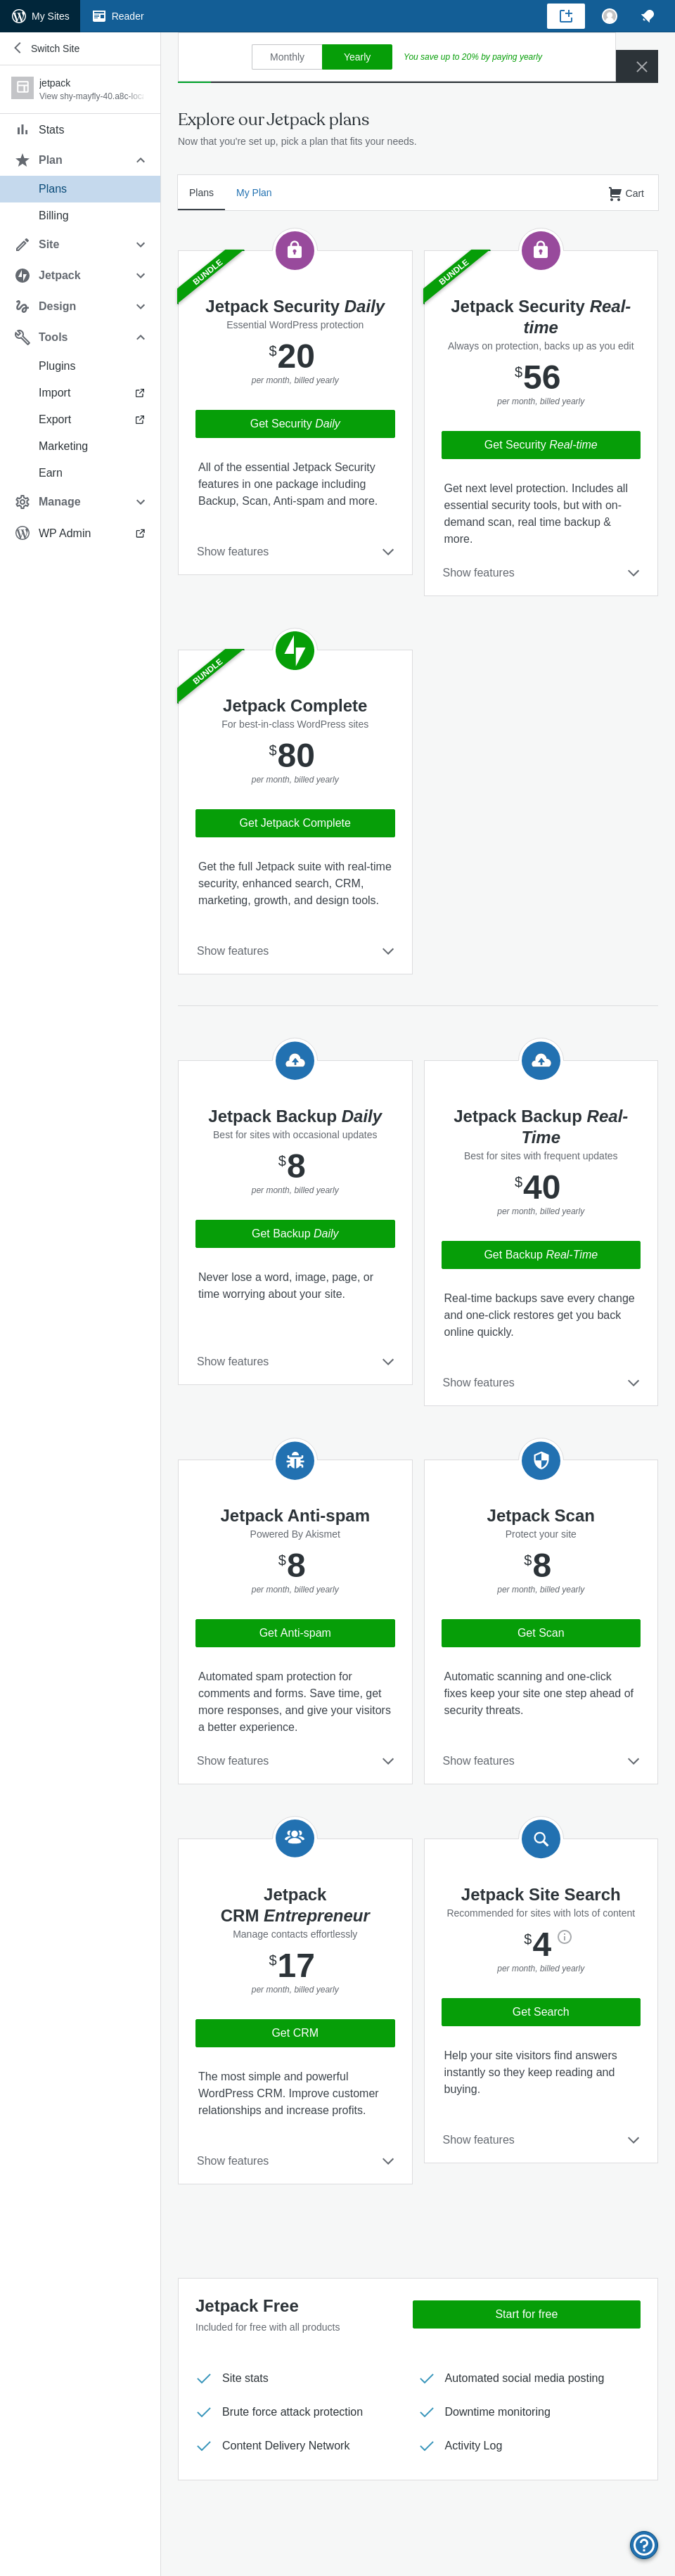 My Sites
Reader
Switch Site
jetpack
View shy-mayfly-40.a8c-loc
Stats
Plan
Plans
Billing
Site
Jetpack
Design
Tools
Plugins
Import
Export
Marketing
Earn
Manage
WP Admin
Monthly
Yearly
You save up to 20% by paying yearly
Explore our Jetpack plans
Now that you're set up, pick a plan that fits your needs.
Plans
My Plan
Cart
BUNDLE
Jetpack Security Daily
Essential WordPress protection
$20
per month, billed yearly
Get Security Daily
All of the essential Jetpack Security
features in one package including
Backup, Scan, Anti-spam and more.
Show features
BUNDLE
Jetpack Security Real-
time
Always on protection, backs up as you edit
$56
per month, billed yearly
Get Security Real-time
Get next level protection. Includes all
essential security tools, but with on-
demand scan, real time backup &
more.
Show features
BUNDLE
Jetpack Complete
For best-in-class WordPress sites
$80
per month, billed yearly
Get Jetpack Complete
Get the full Jetpack suite with real-time
security, enhanced search, CRM,
marketing, growth, and design tools.
Show features
Jetpack Backup Daily
Best for sites with occasional updates
$8
per month, billed yearly
Get Backup Daily
Never lose a word, image, page, or
time worrying about your site.
Show features
Jetpack Backup Real-
Time
Best for sites with frequent updates
$40
per month, billed yearly
Get Backup Real-Time
Real-time backups save every change
and one-click restores get you back
online quickly.
Show features
Jetpack Anti-spam
Powered By Akismet
$8
per month, billed yearly
Get Anti-spam
Automated spam protection for
comments and forms. Save time, get
more responses, and give your visitors
a better experience.
Show features
Jetpack Scan
Protect your site
$8
per month, billed yearly
Get Scan
Automatic scanning and one-click
fixes keep your site one step ahead of
security threats.
Show features
Jetpack
CRM Entrepreneur
Manage contacts effortlessly
$17
per month, billed yearly
Get CRM
The most simple and powerful
WordPress CRM. Improve customer
relationships and increase profits.
Show features
Jetpack Site Search
Recommended for sites with lots of content
$4
per month, billed yearly
Get Search
Help your site visitors find answers
instantly so they keep reading and
buying.
Show features
Jetpack Free
Included for free with all products
Start for free
Site stats
Automated social media posting
Brute force attack protection
Downtime monitoring
Content Delivery Network
Activity Log